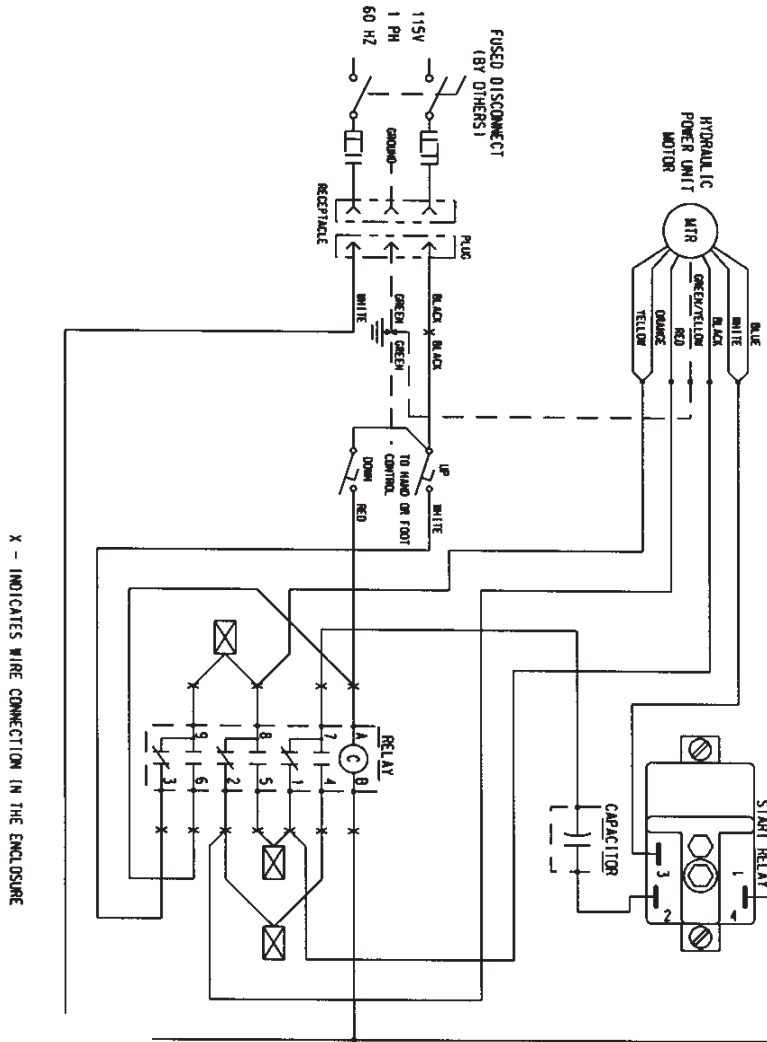 115V
1 PH
60 HZ
FUSED DISCONNECT
(BY OTHERS)
GROUND
RECEPTACLE
PLUG
WHITE
GREEN
GREEN
BLACK
BLACK
HYDRAULIC
POWER UNIT
MOTOR
MTR
BLUE
WHITE
BLACK
GREEN/YELLOW
RED
ORANGE
YELLOW
UP
WHITE
TO HAND OR FOOT
CONTROL
DOWN
RED
RELAY
A
C
B
7
4
1
8
5
2
9
6
3
CAPACITOR
START RELAY
3
1
2
4
X - INDICATES WIRE CONNECTION IN THE ENCLOSURE